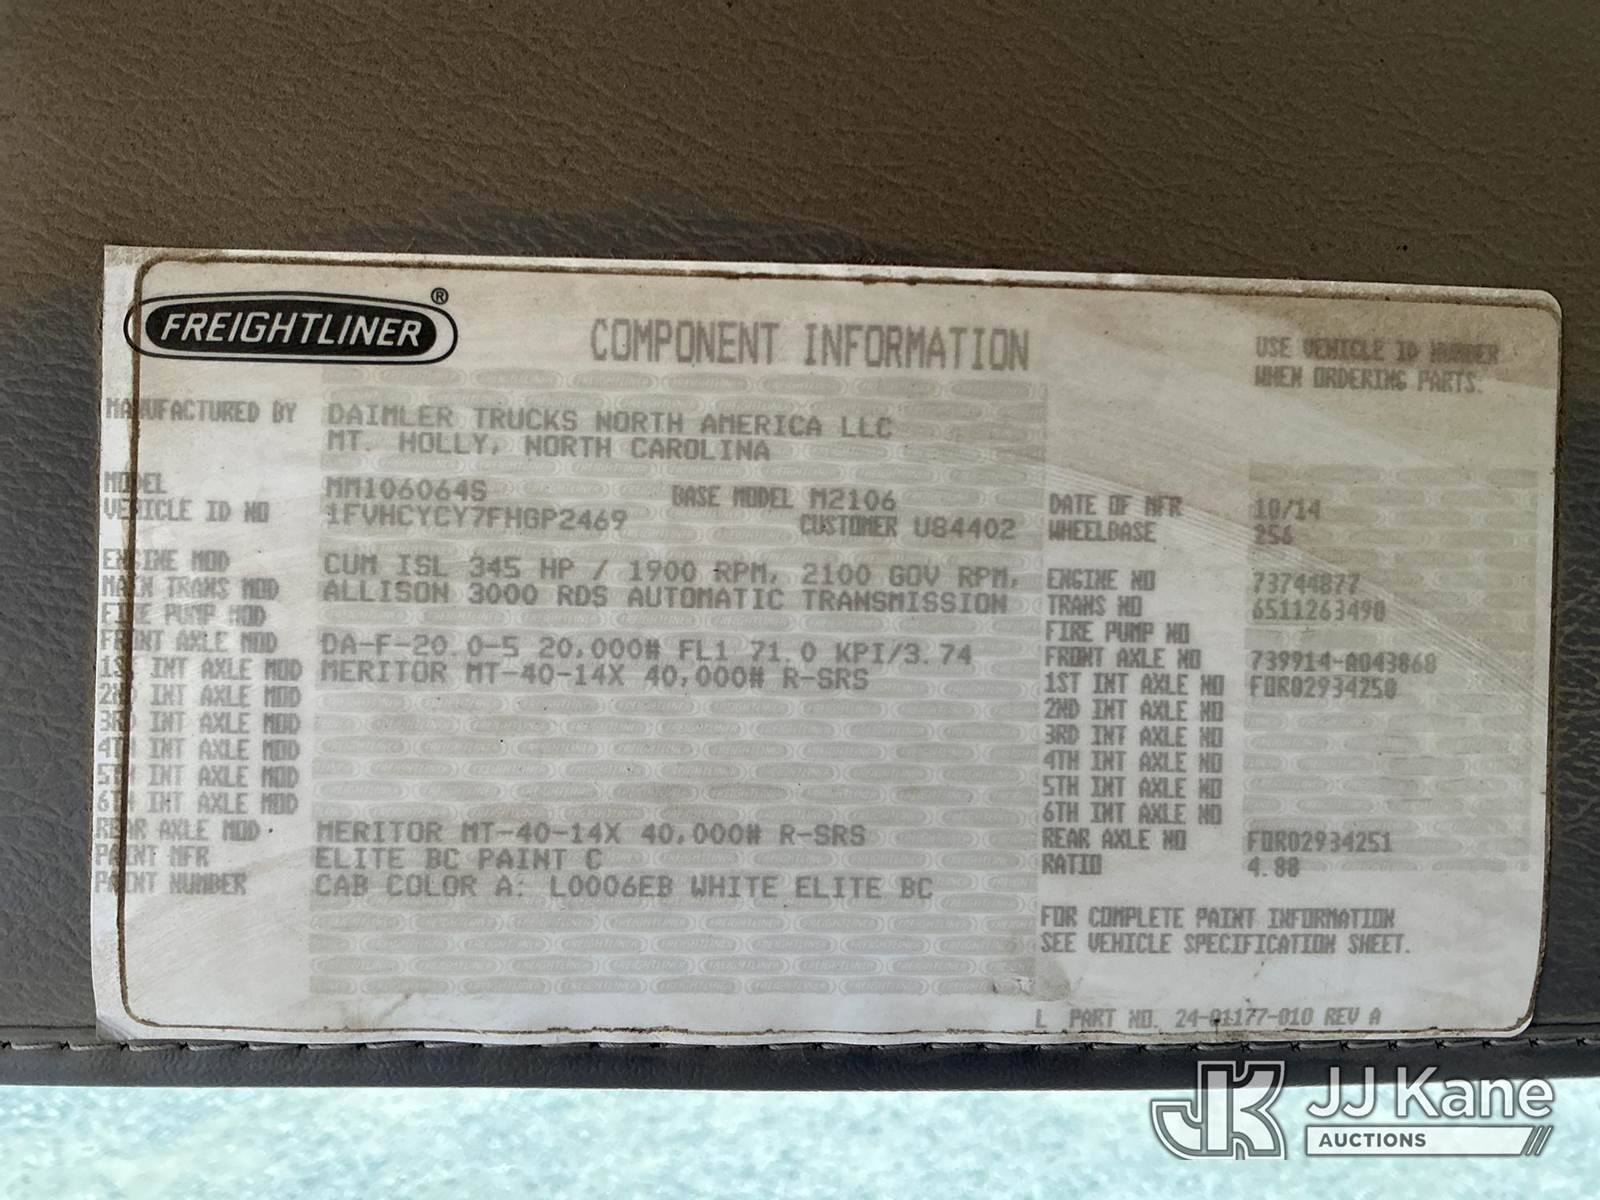 FREIGHTLINER ®
COMPONENT INFORMATION
USE VEHICLE ID NUMBER
WHEN ORDERING PARTS.
MANUFACTURED BY DAIMLER TRUCKS NORTH AMERICA LLC
MT. HOLLY, NORTH CAROLINA
MODEL MM106064S BASE MODEL M2106 DATE OF MFR 10/14
VEHICLE ID NO 1FVHCYCY7FHGP2469 CUSTOMER U84402 WHEELBASE 256
ENGINE MOD CUM ISL 345 HP / 1900 RPM, 2100 GOV RPM, ENGINE NO 73744877
MAIN TRANS MOD ALLISON 3000 RDS AUTOMATIC TRANSMISSION TRANS NO 6511263490
FIRE PUMP MOD FIRE PUMP NO
FRONT AXLE MOD DA-F-20.0-5 20,000# FL1 71.0 KPI/3.74 FRONT AXLE NO 739914-A043868
1ST INT AXLE MOD MERITOR MT-40-14X 40,000# R-SRS 1ST INT AXLE NO FOR02934250
2ND INT AXLE MOD 2ND INT AXLE NO
3RD INT AXLE MOD 3RD INT AXLE NO
4TH INT AXLE MOD 4TH INT AXLE NO
5TH INT AXLE MOD 5TH INT AXLE NO
6TH INT AXLE MOD 6TH INT AXLE NO
REAR AXLE MOD MERITOR MT-40-14X 40,000# R-SRS REAR AXLE NO FOR02934251
PAINT MFR ELITE BC PAINT C RATIO 4.88
PAINT NUMBER CAB COLOR A: L0006EB WHITE ELITE BC
FOR COMPLETE PAINT INFORMATION
SEE VEHICLE SPECIFICATION SHEET.
L PART NO. 24-01177-010 REV A
JK JJ Kane
AUCTIONS